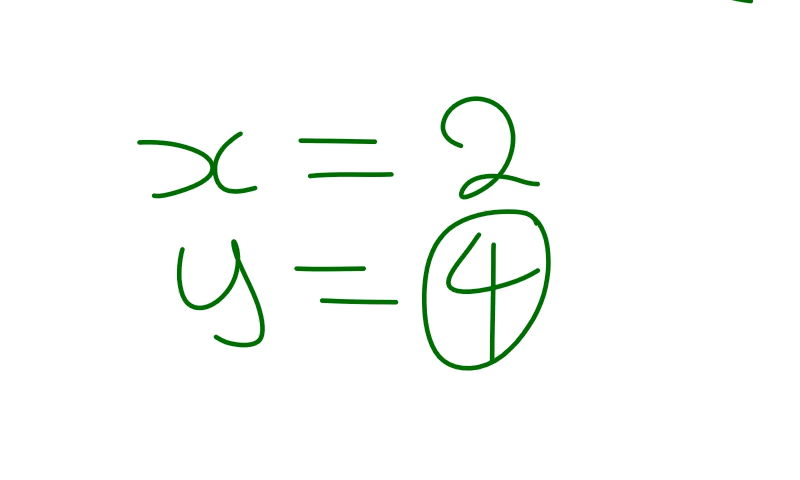 x = 2
y = 4